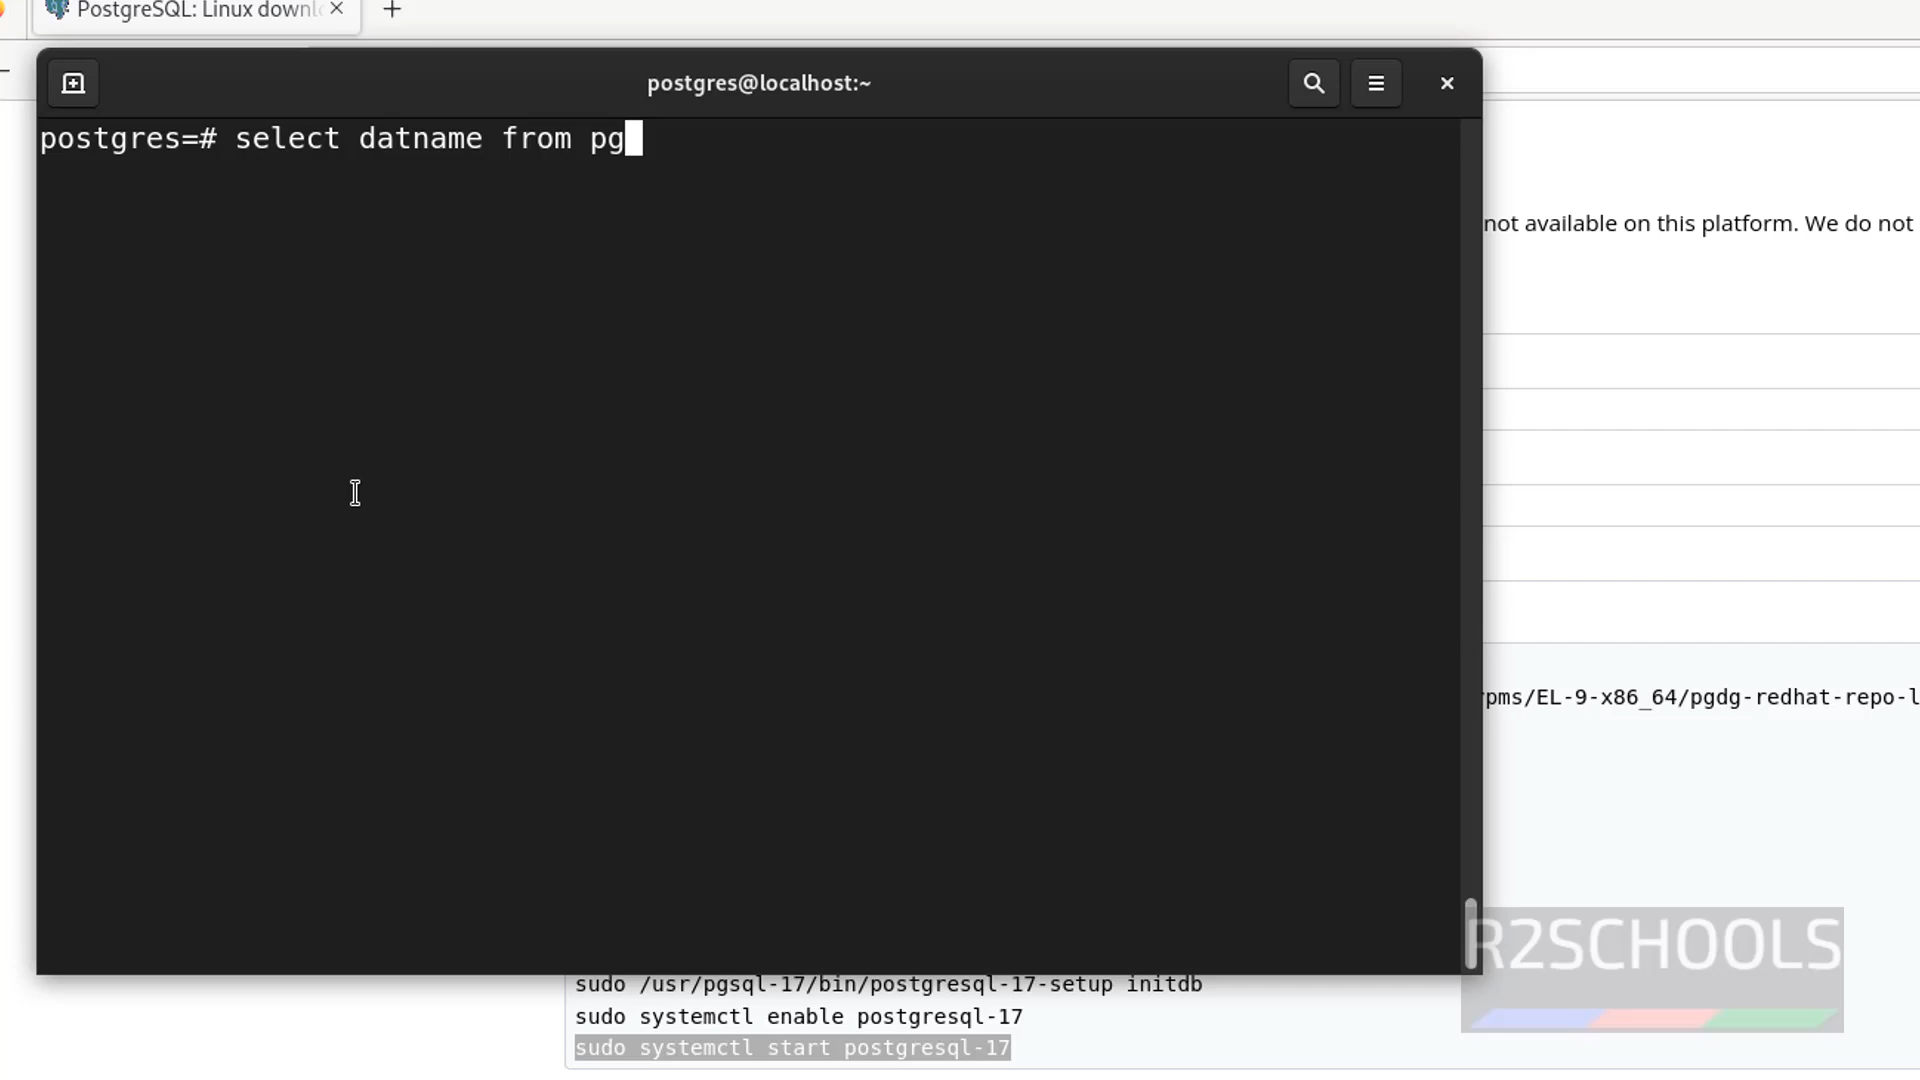 PostgreSQL: Linux downl
postgres@localhost:~
postgres=# select datname from pg
not available on this platform. We do not
rpms/EL-9-x86_64/pgdg-redhat-repo-l
R2SCHOOLS
sudo /usr/pgsql-17/bin/postgresql-17-setup initdb
sudo systemctl enable postgresql-17
sudo systemctl start postgresql-17